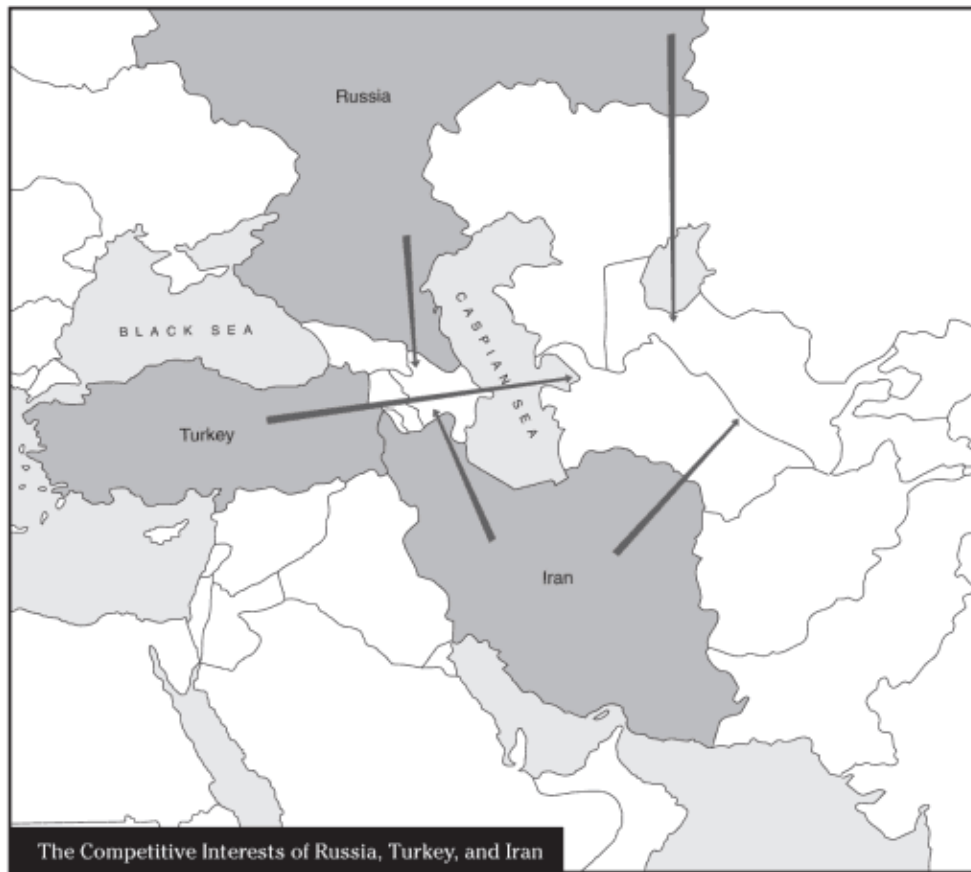 Russia
CASPIAN SEA
BLACK SEA
Turkey
Iran
The Competitive Interests of Russia, Turkey, and Iran